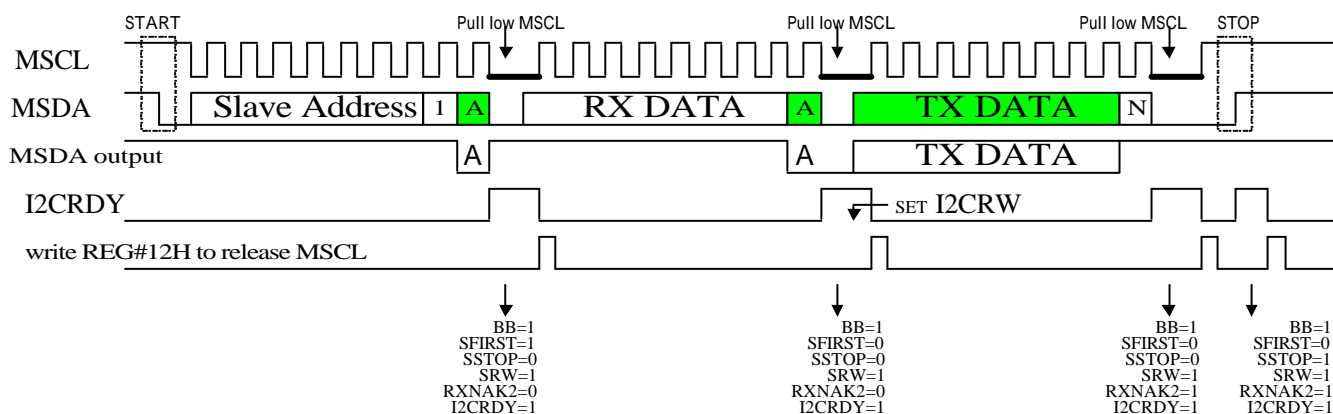 START Pull low MSCL Pull low MSCL Pull low MSCL STOP
MSCL
MSDA Slave Address 1 A RX DATA A TX DATA N
MSDA output A A TX DATA
I2CRDY SET I2CRW
write REG#12H to release MSCL
BB=1 BB=1 BB=1 BB=1
SFIRST=1 SFIRST=0 SFIRST=0 SFIRST=0
SSTOP=0 SSTOP=0 SSTOP=0 SSTOP=1
SRW=1 SRW=1 SRW=1 SRW=1
RXNAK2=0 RXNAK2=0 RXNAK2=1 RXNAK2=1
I2CRDY=1 I2CRDY=1 I2CRDY=1 I2CRDY=1